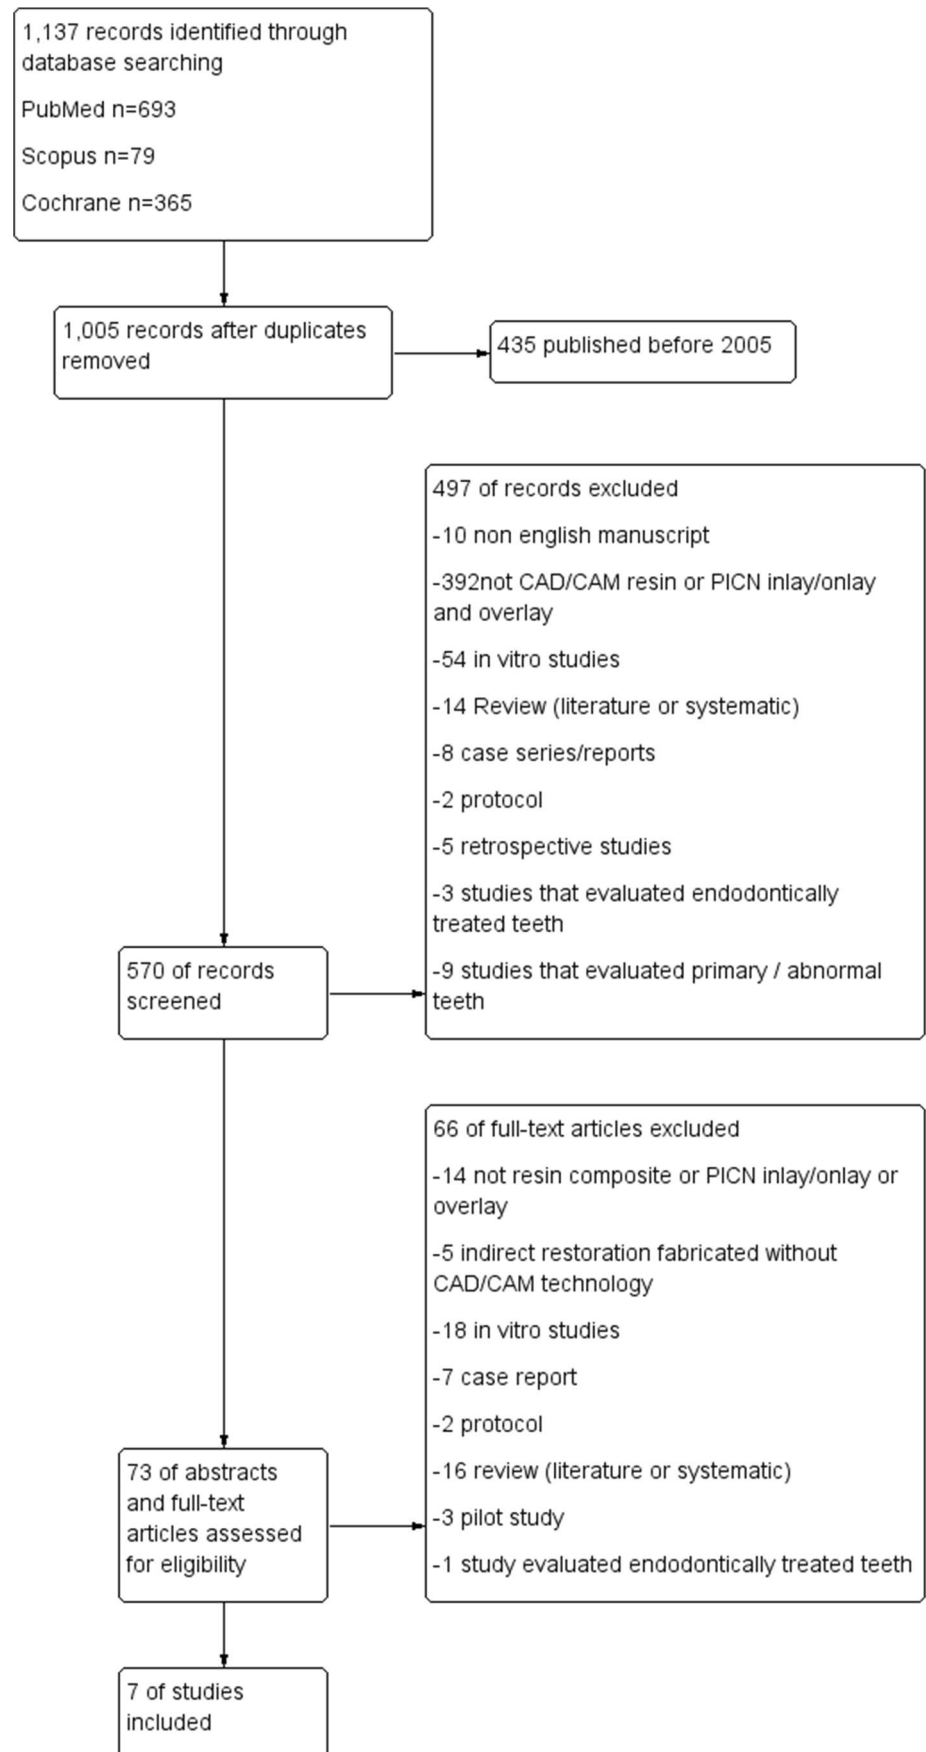 1,137 records identified through
database searching
PubMed n=693
Scopus n=79
Cochrane n=365
1,005 records after duplicates
removed
435 published before 2005
497 of records excluded
-10 non english manuscript
-392not CAD/CAM resin or PICN inlay/onlay
and overlay
-54 in vitro studies
-14 Review (literature or systematic)
-8 case series/reports
-2 protocol
-5 retrospective studies
-3 studies that evaluated endodontically
treated teeth
-9 studies that evaluated primary / abnormal
teeth
570 of records
screened
66 of full-text articles excluded
-14 not resin composite or PICN inlay/onlay or
overlay
-5 indirect restoration fabricated without
CAD/CAM technology
-18 in vitro studies
-7 case report
-2 protocol
-16 review (literature or systematic)
-3 pilot study
-1 study evaluated endodontically treated teeth
73 of abstracts
and full-text
articles assessed
for eligibility
7 of studies
included